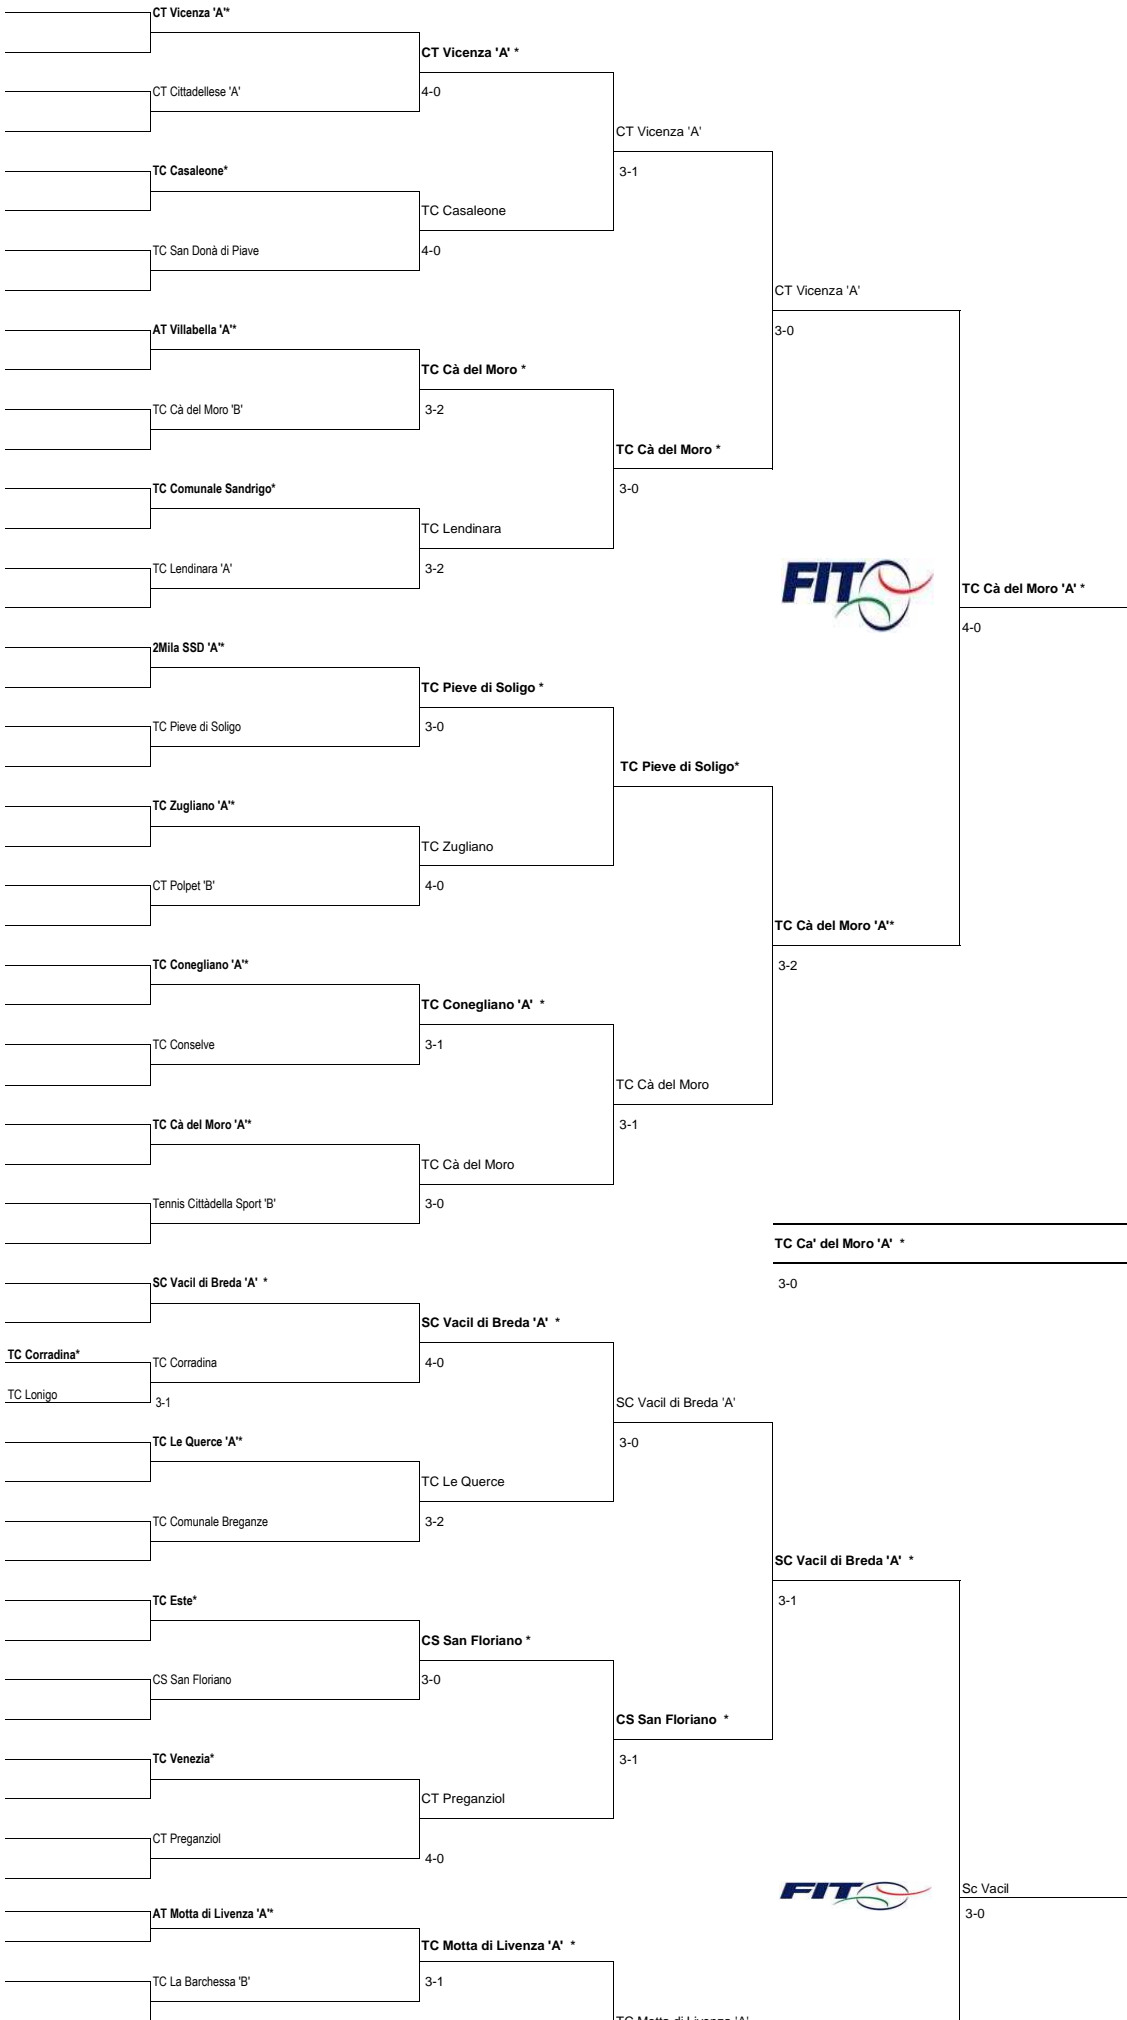 CT Vicenza 'A'*
CT Vicenza 'A' *
CT Cittadellese 'A'
4-0
CT Vicenza 'A'
TC Casaleone*
3-1
TC Casaleone
TC San Donà di Piave
4-0
CT Vicenza 'A'
AT Villabella 'A'*
3-0
TC Cà del Moro *
TC Cà del Moro 'B'
3-2
TC Cà del Moro *
TC Comunale Sandrigo*
3-0
TC Lendinara
TC Lendinara 'A'
3-2
FIT
TC Cà del Moro 'A' *
4-0
2Mila SSD 'A'*
TC Pieve di Soligo *
TC Pieve di Soligo
3-0
TC Pieve di Soligo*
TC Zugliano 'A'*
TC Zugliano
CT Polpet 'B'
4-0
TC Cà del Moro 'A'*
TC Conegliano 'A'*
3-2
TC Conegliano 'A' *
TC Conselve
3-1
TC Cà del Moro
TC Cà del Moro 'A'*
3-1
TC Cà del Moro
Tennis Cittàdella Sport 'B'
3-0
TC Ca' del Moro 'A' *
SC Vacil di Breda 'A' *
3-0
SC Vacil di Breda 'A' *
TC Corradina*
TC Corradina
4-0
TC Lonigo
3-1
SC Vacil di Breda 'A'
TC Le Querce 'A'*
3-0
TC Le Querce
TC Comunale Breganze
3-2
SC Vacil di Breda 'A' *
TC Este*
3-1
CS San Floriano *
CS San Floriano
3-0
CS San Floriano *
TC Venezia*
3-1
CT Preganziol
CT Preganziol
4-0
FIT
Sc Vacil
AT Motta di Livenza 'A'*
3-0
TC Motta di Livenza 'A' *
TC La Barchessa 'B'
3-1
TC Motta di Livenza 'A'